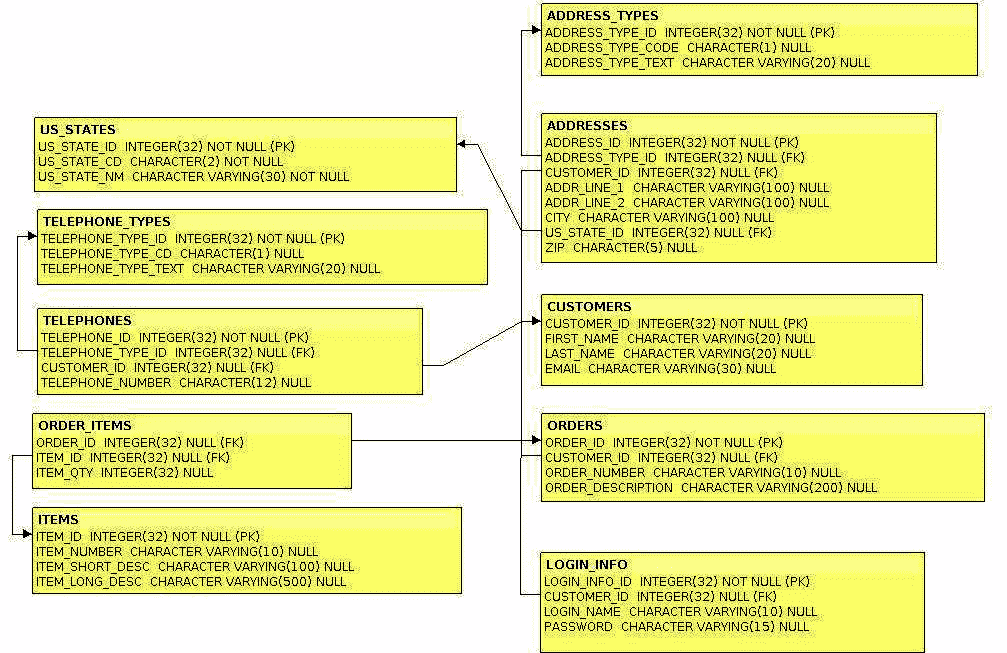 ADDRESS_TYPES
ADDRESS_TYPE_ID INTEGER(32) NOT NULL (PK)
ADDRESS_TYPE_CODE CHARACTER(1) NULL
ADDRESS_TYPE_TEXT CHARACTER VARYING(20) NULL
US_STATES
US_STATE_ID INTEGER(32) NOT NULL (PK)
US_STATE_CD CHARACTER(2) NOT NULL
US_STATE_NM CHARACTER VARYING(30) NOT NULL
ADDRESSES
ADDRESS_ID INTEGER(32) NOT NULL (PK)
ADDRESS_TYPE_ID INTEGER(32) NULL (FK)
CUSTOMER_ID INTEGER(32) NULL (FK)
ADDR_LINE_1 CHARACTER VARYING(100) NULL
ADDR_LINE_2 CHARACTER VARYING(100) NULL
CITY CHARACTER VARYING(100) NULL
US_STATE_ID INTEGER(32) NULL (FK)
ZIP CHARACTER(5) NULL
TELEPHONE_TYPES
TELEPHONE_TYPE_ID INTEGER(32) NOT NULL (PK)
TELEPHONE_TYPE_CD CHARACTER(1) NULL
TELEPHONE_TYPE_TEXT CHARACTER VARYING(20) NULL
TELEPHONES
TELEPHONE_ID INTEGER(32) NOT NULL (PK)
TELEPHONE_TYPE_ID INTEGER(32) NULL (FK)
CUSTOMER_ID INTEGER(32) NULL (FK)
TELEPHONE_NUMBER CHARACTER(12) NULL
CUSTOMERS
CUSTOMER_ID INTEGER(32) NOT NULL (PK)
FIRST_NAME CHARACTER VARYING(20) NULL
LAST_NAME CHARACTER VARYING(20) NULL
EMAIL CHARACTER VARYING(30) NULL
ORDER_ITEMS
ORDER_ID INTEGER(32) NULL (FK)
ITEM_ID INTEGER(32) NULL (FK)
ITEM_QTY INTEGER(32) NULL
ORDERS
ORDER_ID INTEGER(32) NOT NULL (PK)
CUSTOMER_ID INTEGER(32) NULL (FK)
ORDER_NUMBER CHARACTER VARYING(10) NULL
ORDER_DESCRIPTION CHARACTER VARYING(200) NULL
ITEMS
ITEM_ID INTEGER(32) NOT NULL (PK)
ITEM_NUMBER CHARACTER VARYING(10) NULL
ITEM_SHORT_DESC CHARACTER VARYING(100) NULL
ITEM_LONG_DESC CHARACTER VARYING(500) NULL
LOGIN_INFO
LOGIN_INFO_ID INTEGER(32) NOT NULL (PK)
CUSTOMER_ID INTEGER(32) NULL (FK)
LOGIN_NAME CHARACTER VARYING(10) NULL
PASSWORD CHARACTER VARYING(15) NULL